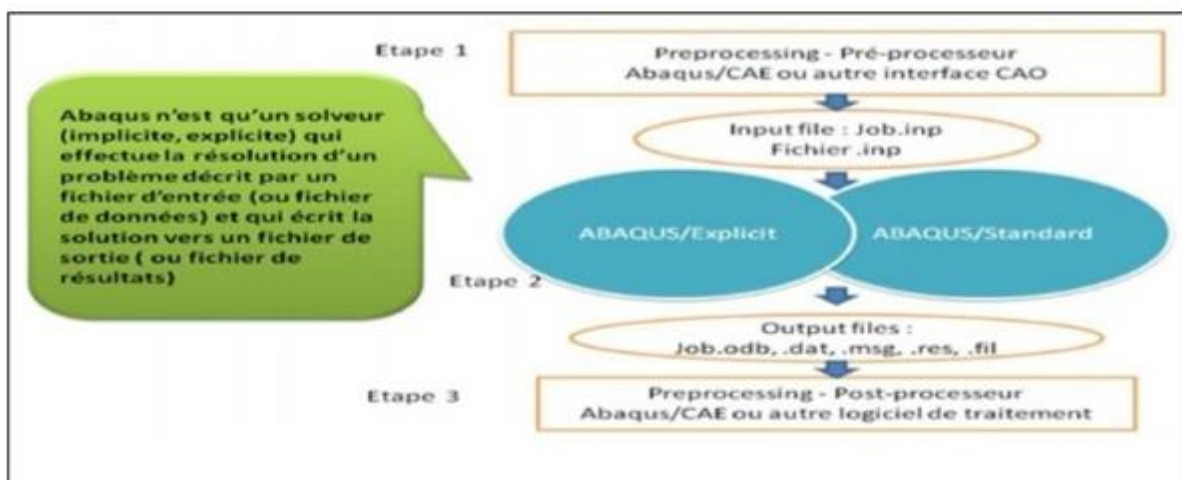 Etape 1
Preprocessing - Pré-processeur
Abaqus/CAE ou autre interface CAO
Abaqus n'est qu'un solveur
(implicite, explicite) qui
effectue la résolution d'un
problème décrit par un
fichier d'entrée (ou fichier
de données) et qui écrit la
solution vers un fichier de
sortie ( ou fichier de
résultats)
Input file : Job.inp
Fichier .inp
ABAQUS/Explicit
ABAQUS/Standard
Etape 2
Output files :
Job.odb, .dat, .msg, .res, .fil
Etape 3
Preprocessing - Post-processeur
Abaqus/CAE ou autre logiciel de traitement